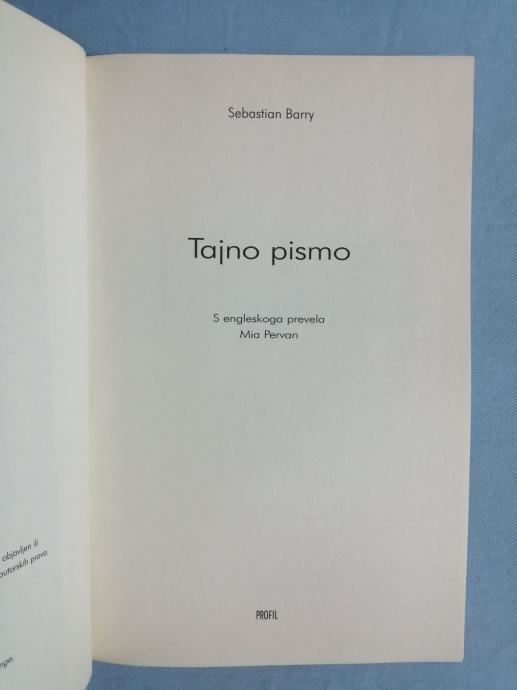 Sebastian Barry
Tajno pismo
S engleskoga prevela
Mia Pervan
PROFIL
objavljen ili
autorskih prava.